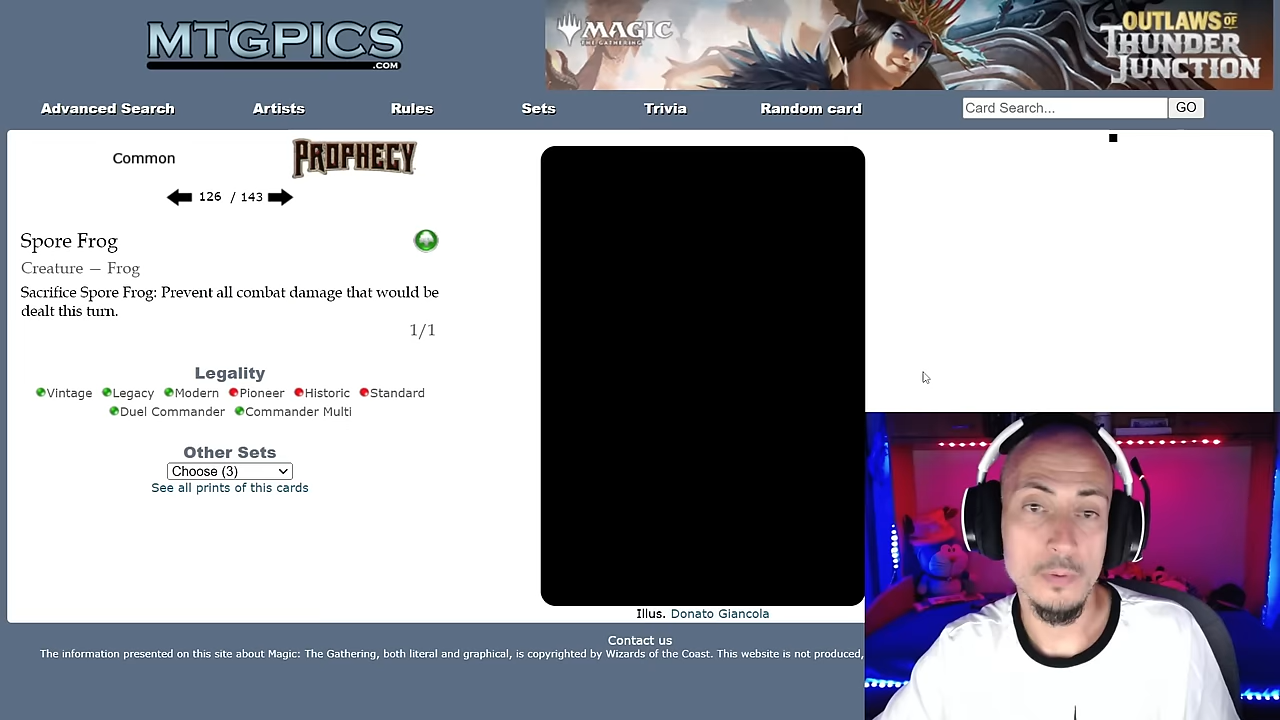 MTGPICS
.COM
MAGIC
THE GATHERING
OUTLAWS OF
THUNDER
JUNCTION
Advanced Search Artists Rules Sets Trivia Random card Card Search... GO
Common PROPHECY
126 / 143
Spore Frog
Creature — Frog
Sacrifice Spore Frog: Prevent all combat damage that would be
dealt this turn.
1/1
Legality
Vintage Legacy Modern Pioneer Historic Standard
Duel Commander Commander Multi
Other Sets
Choose (3)
See all prints of this cards
Illus. Donato Giancola
Contact us
The information presented on this site about Magic: The Gathering, both literal and graphical, is copyrighted by Wizards of the Coast. This website is not produced,